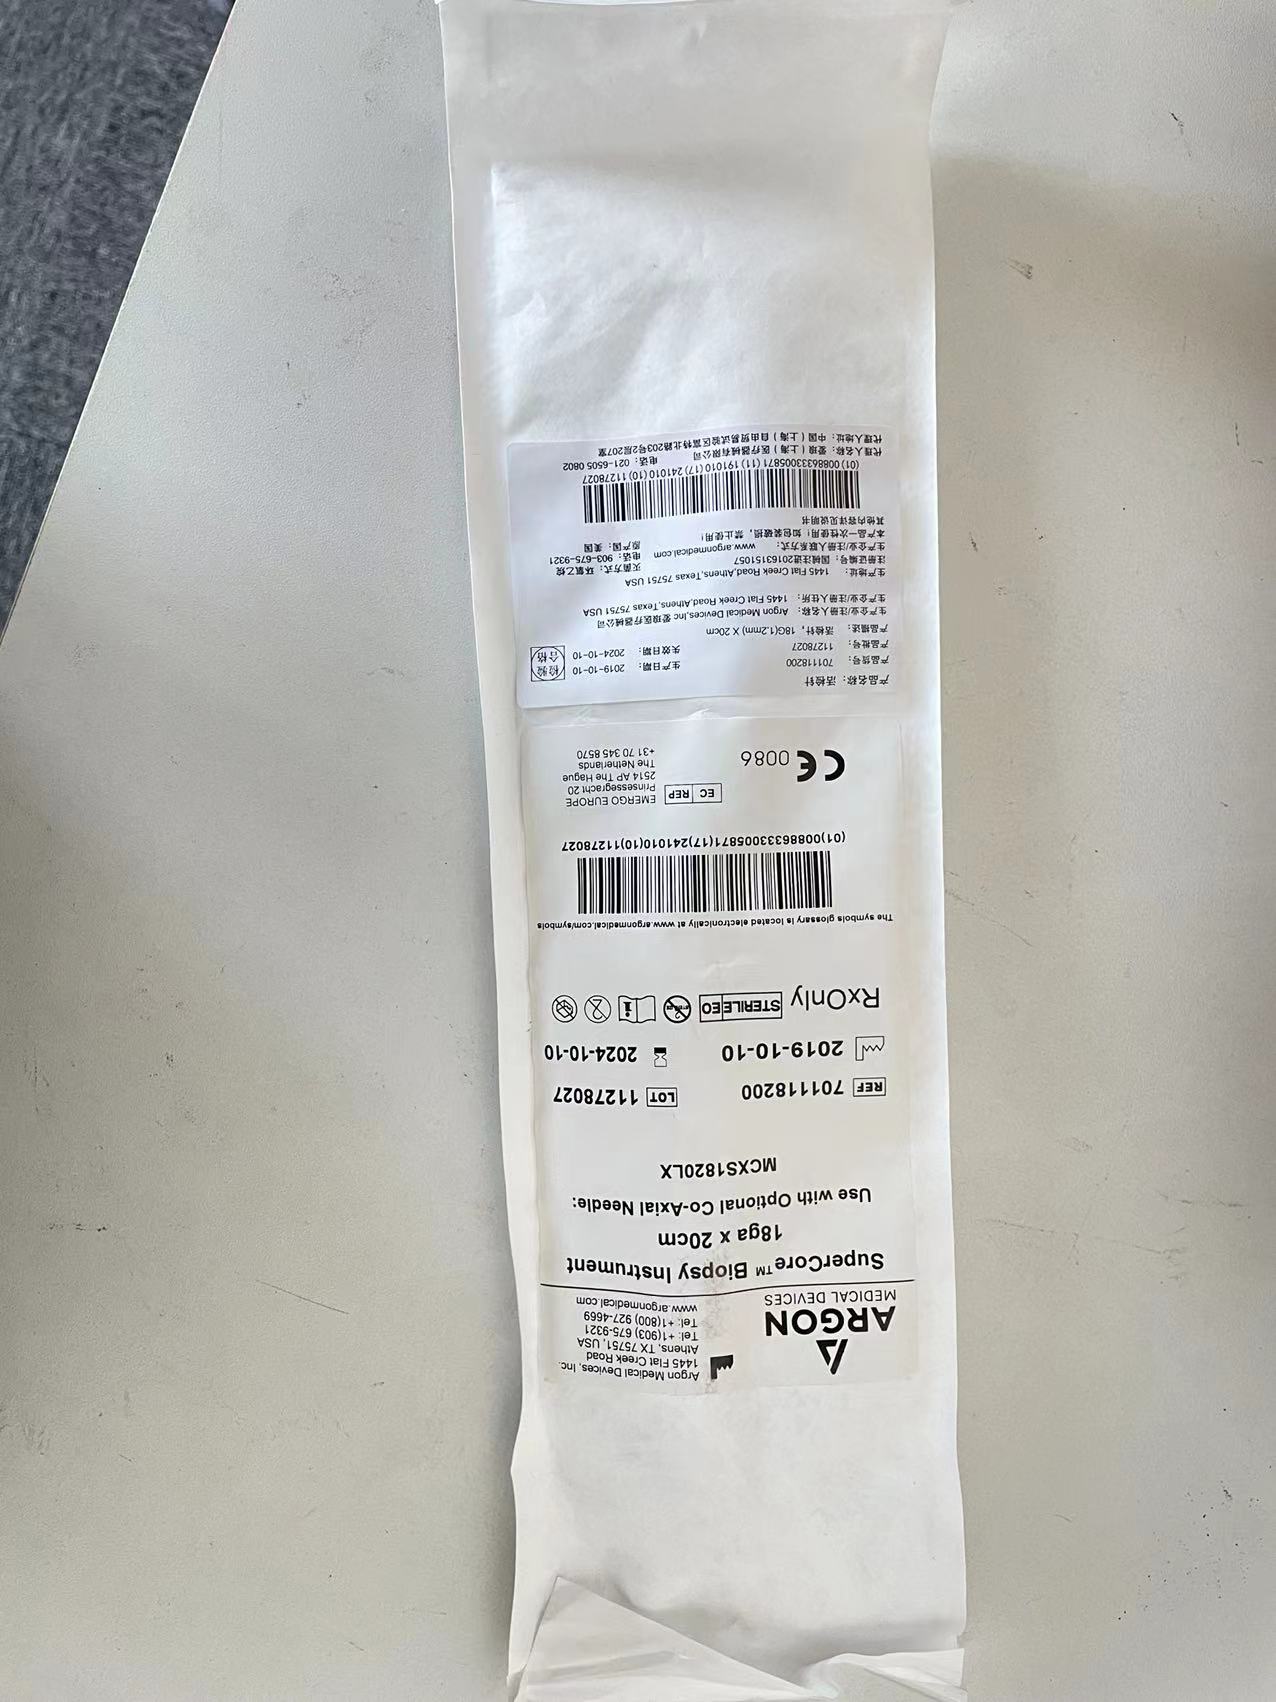 ARGON
MEDICAL DEVICES
Argon Medical Devices, Inc.
1445 Flat Creek Road
Athens, TX 75751, USA
Tel: +1(903) 675-9321
Tel: +1(800) 927-4669
www.argonmedical.com
SuperCore™ Biopsy Instrument
18ga x 20cm
Use with Optional Co-Axial Needle:
MCXS1820LX
REF 701118200 LOT 11278027
2019-10-10 2024-10-10
RxOnly STERILE EO
The symbols glossary is located electronically at www.argonmedical.com/symbols
(01)00886333005871(17)241010(10)11278027
EC REP EMERGO EUROPE
Prinsessegracht 20
2514 AP The Hague
The Netherlands
+31 70 345 8570
CE 0086
产品名称: 活检针
产品货号: 701118200 生产日期: 2019-10-10
产品批号: 11278027 失效日期: 2024-10-10
检验合格
产品描述: 活检针, 18G(1.2mm) X 20cm
生产企业/注册人名称: Argon Medical Devices,Inc 爱琅医疗器械公司
生产企业/注册人住所: 1445 Flat Creek Road,Athens,Texas 75751 USA
生产地址: 1445 Flat Creek Road,Athens,Texas 75751 USA
注册证编号: 国械注进20163151057 灭菌方式: 环氧乙烷
生产企业/注册人联系方式: www.argonmedical.com 电话: 903-675-9321
本产品一次性使用! 如包装破损, 禁止使用! 原产国: 美国
其他内容详见说明书
(01)00886333005871(11)191010(17)241010(10)11278027
代理人名称: 爱琅(上海)医疗器械有限公司 电话: 021-6505 0802
代理人地址: 中国(上海)自由贸易试验区富特北路203号2层207室